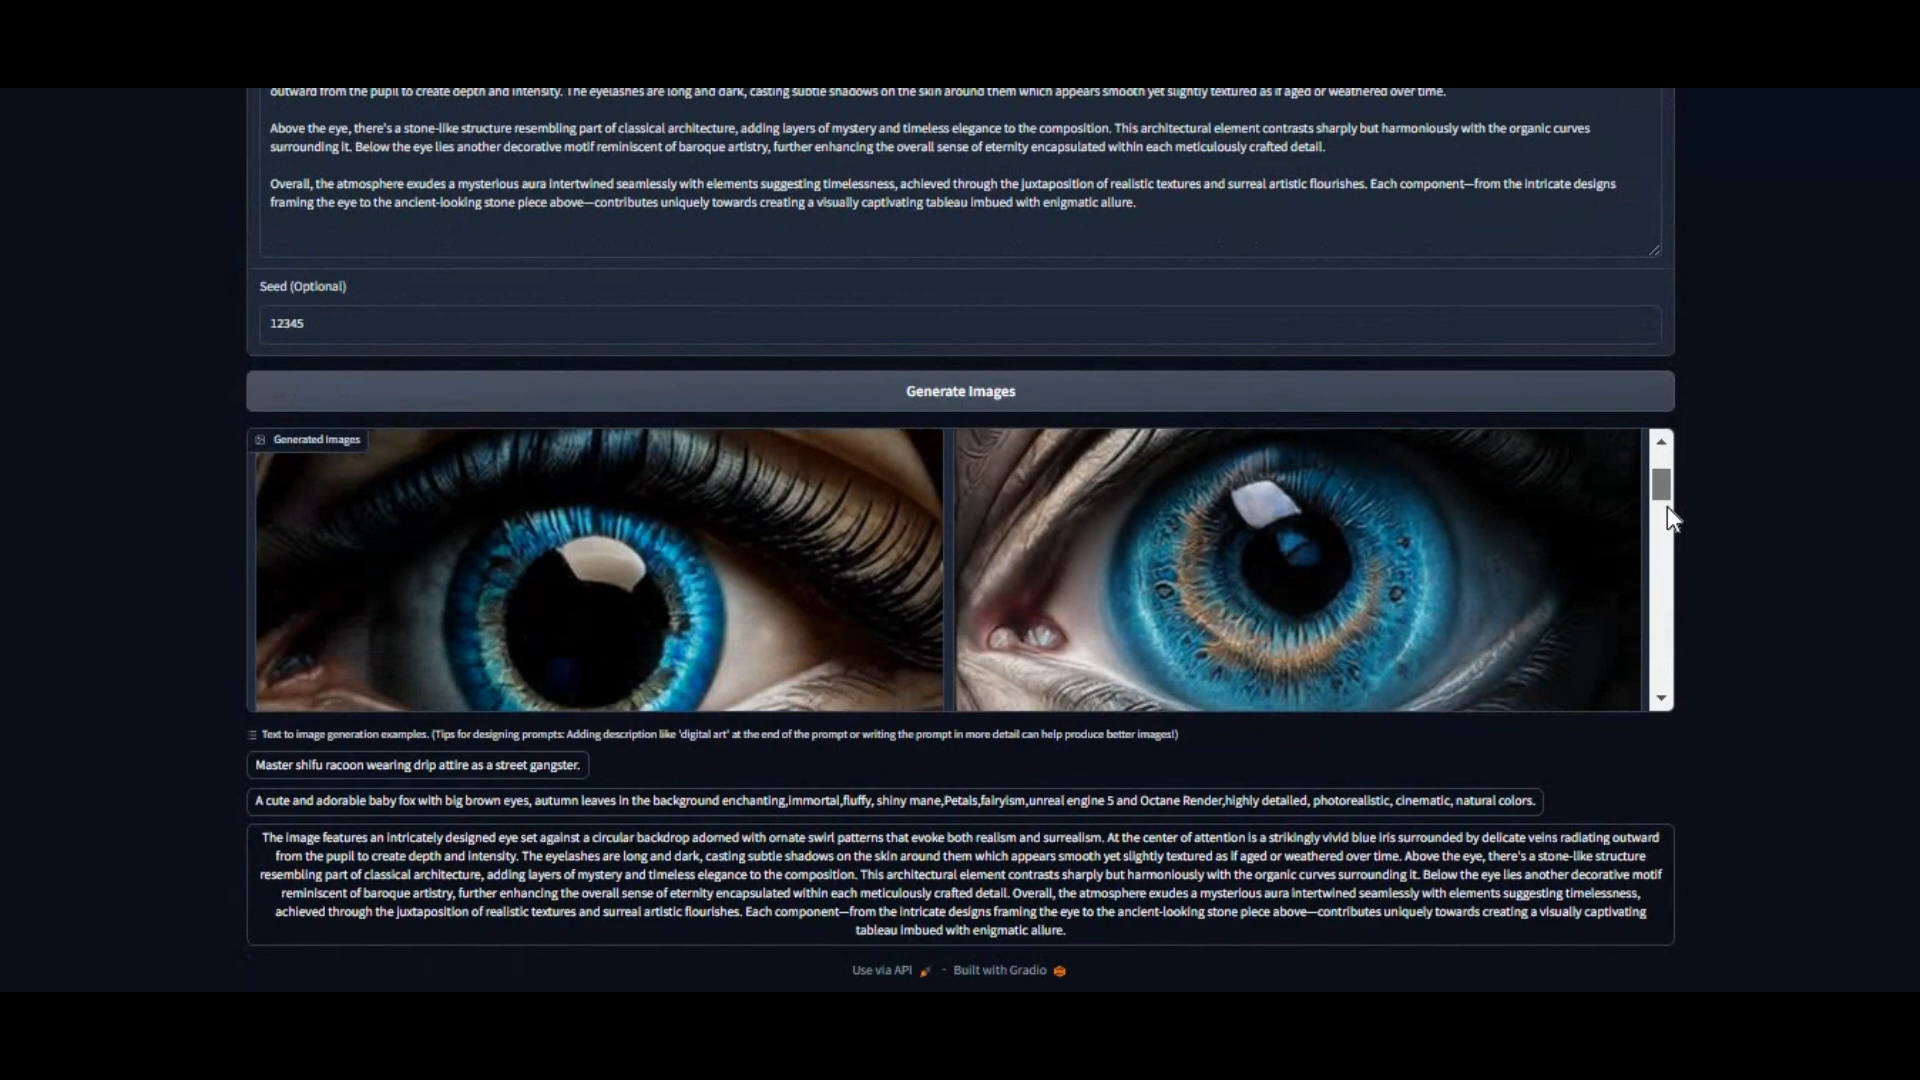 outward from the pupil to create depth and intensity. The eyelashes are long and dark, casting subtle shadows on the skin around them which appears smooth yet slightly textured as if aged or weathered over time.
Above the eye, there's a stone-like structure resembling part of classical architecture, adding layers of mystery and timeless elegance to the composition. This architectural element contrasts sharply but harmoniously with the organic curves
surrounding it. Below the eye lies another decorative motif reminiscent of baroque artistry, further enhancing the overall sense of eternity encapsulated within each meticulously crafted detail.
Overall, the atmosphere exudes a mysterious aura intertwined seamlessly with elements suggesting timelessness, achieved through the juxtaposition of realistic textures and surreal artistic flourishes. Each component—from the intricate designs
framing the eye to the ancient-looking stone piece above—contributes uniquely towards creating a visually captivating tableau imbued with enigmatic allure.
Seed (Optional)
12345
Generate Images
Generated Images
Text to image generation examples. (Tips for designing prompts: Adding description like 'digital art' at the end of the prompt or writing the prompt in more detail can help produce better images!)
Master shifu racoon wearing drip attire as a street gangster.
A cute and adorable baby fox with big brown eyes, autumn leaves in the background enchanting,immortal,fluffy, shiny mane,Petals,fairyism,unreal engine 5 and Octane Render,highly detailed, photorealistic, cinematic, natural colors.
The image features an intricately designed eye set against a circular backdrop adorned with ornate swirl patterns that evoke both realism and surrealism. At the center of attention is a strikingly vivid blue iris surrounded by delicate veins radiating outward
from the pupil to create depth and intensity. The eyelashes are long and dark, casting subtle shadows on the skin around them which appears smooth yet slightly textured as if aged or weathered over time. Above the eye, there's a stone-like structure
resembling part of classical architecture, adding layers of mystery and timeless elegance to the composition. This architectural element contrasts sharply but harmoniously with the organic curves surrounding it. Below the eye lies another decorative motif
reminiscent of baroque artistry, further enhancing the overall sense of eternity encapsulated within each meticulously crafted detail. Overall, the atmosphere exudes a mysterious aura intertwined seamlessly with elements suggesting timelessness,
achieved through the juxtaposition of realistic textures and surreal artistic flourishes. Each component—from the intricate designs framing the eye to the ancient-looking stone piece above—contributes uniquely towards creating a visually captivating
tableau imbued with enigmatic allure.
Use via API · Built with Gradio